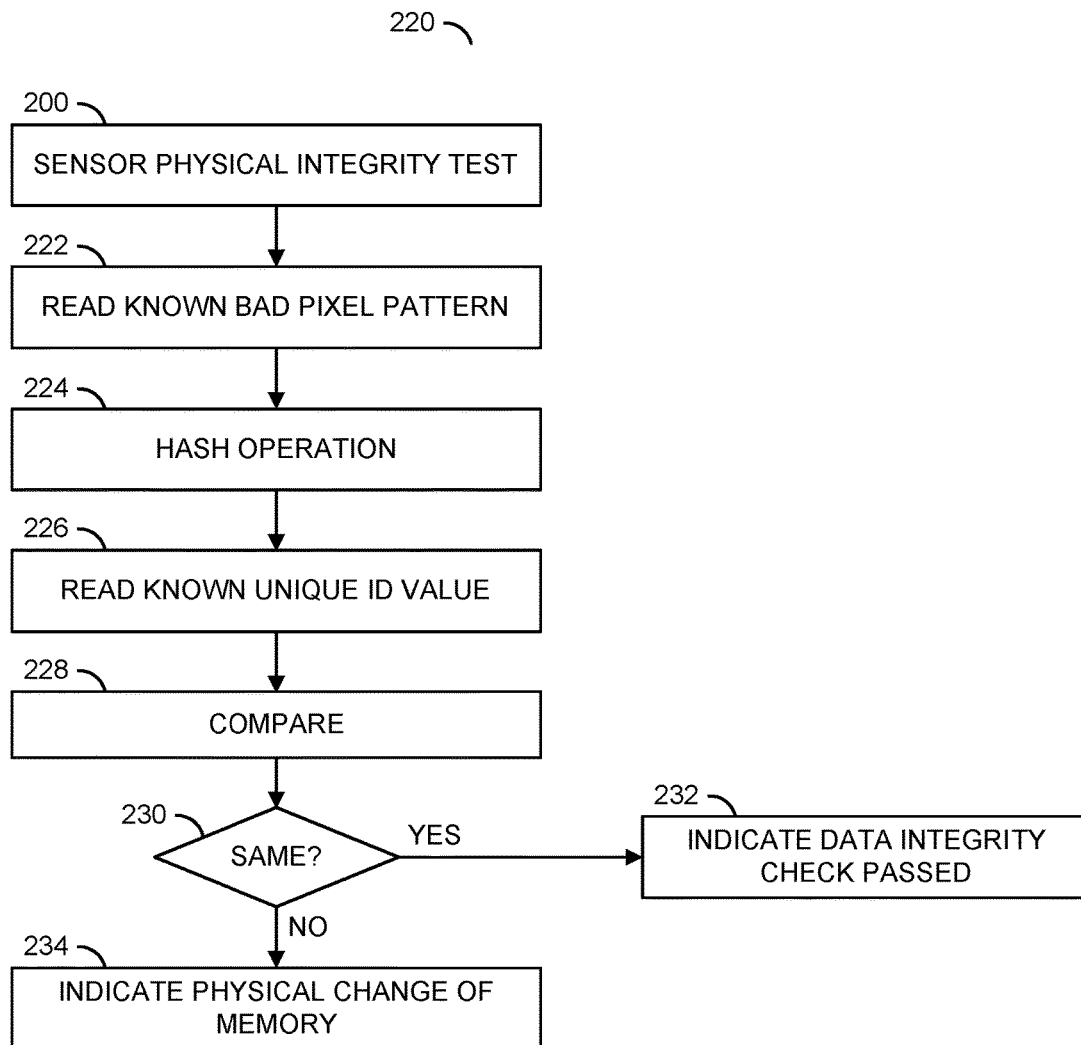 220
200
SENSOR PHYSICAL INTEGRITY TEST
222
READ KNOWN BAD PIXEL PATTERN
224
HASH OPERATION
226
READ KNOWN UNIQUE ID VALUE
228
COMPARE
230
SAME?
YES
232
INDICATE DATA INTEGRITY
CHECK PASSED
NO
234
INDICATE PHYSICAL CHANGE OF
MEMORY